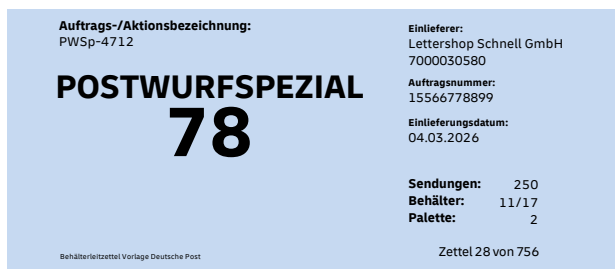 Auftrags-/Aktionsbezeichnung:
PWSp-4712
POSTWURFSPEZIAL
78
Behälterleitzettel Vorlage Deutsche Post
Einlieferer:
Lettershop Schnell GmbH
7000030580
Auftragsnummer:
15566778899
Einlieferungsdatum:
04.03.2026
Sendungen: 250
Behälter: 11/17
Palette: 2
Zettel 28 von 756